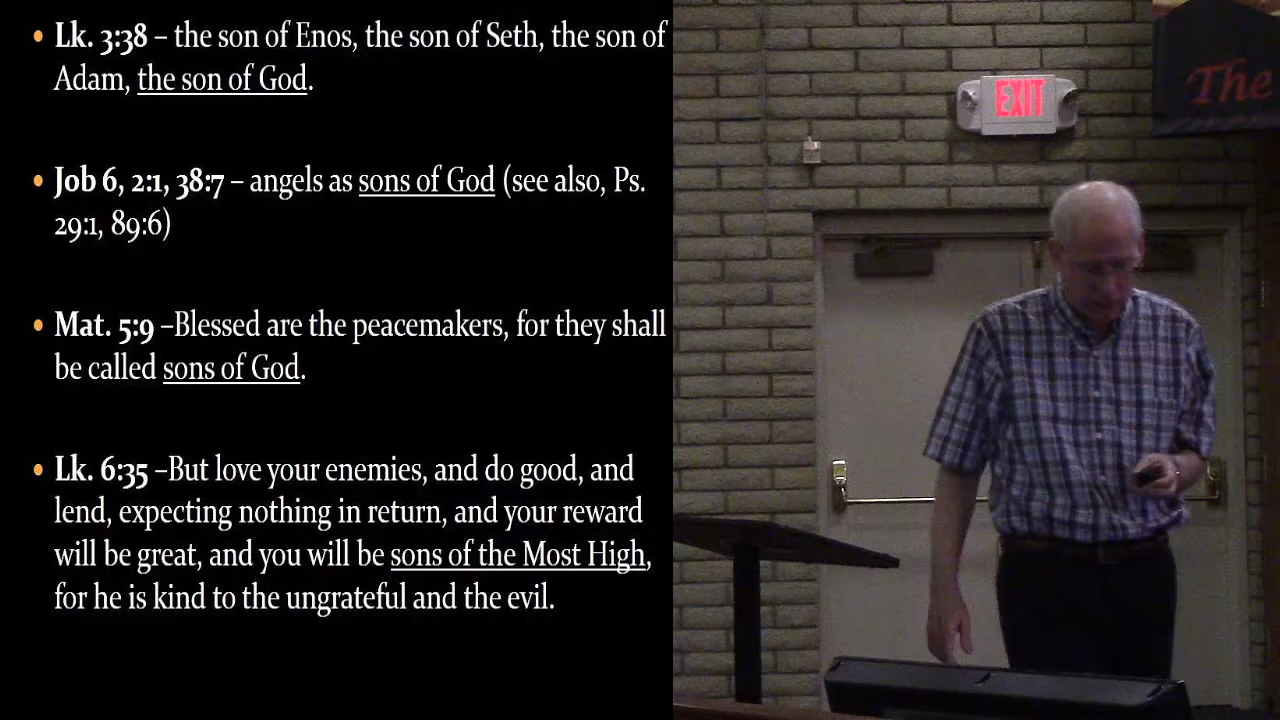 • Lk. 3:38 – the son of Enos, the son of Seth, the son of
Adam, the son of God.
• Job 6, 2:1, 38:7 – angels as sons of God (see also, Ps.
29:1, 89:6)
• Mat. 5:9 –Blessed are the peacemakers, for they shall
be called sons of God.
• Lk. 6:35 –But love your enemies, and do good, and
lend, expecting nothing in return, and your reward
will be great, and you will be sons of the Most High,
for he is kind to the ungrateful and the evil.
EXIT
The